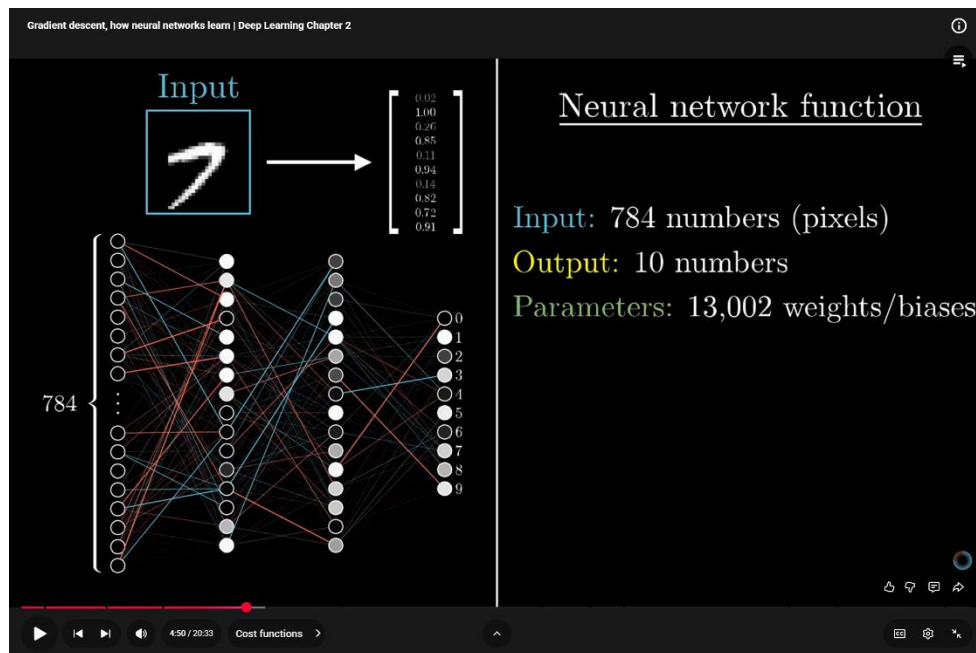 Gradient descent, how neural networks learn | Deep Learning Chapter 2
Input
0.02
1.00
0.26
0.85
0.11
0.94
0.14
0.82
0.72
0.91
784
0
1
2
3
4
5
6
7
8
9
Neural network function
Input: 784 numbers (pixels)
Output: 10 numbers
Parameters: 13,002 weights/biases
4:50 / 20:33
Cost functions
CC